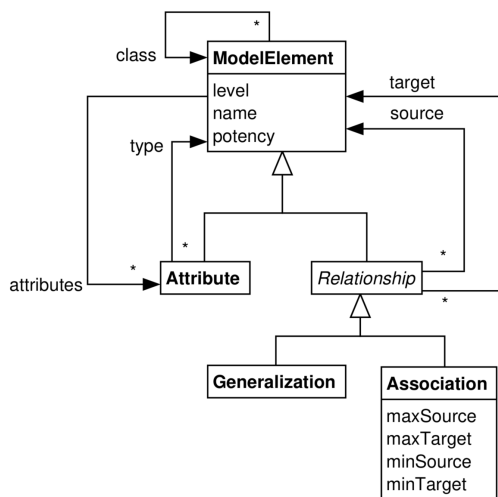 *
class
ModelElement
level
name
potency
target
source
type
*
*
attributes
*
Attribute
Relationship
*
Generalization
Association
maxSource
maxTarget
minSource
minTarget